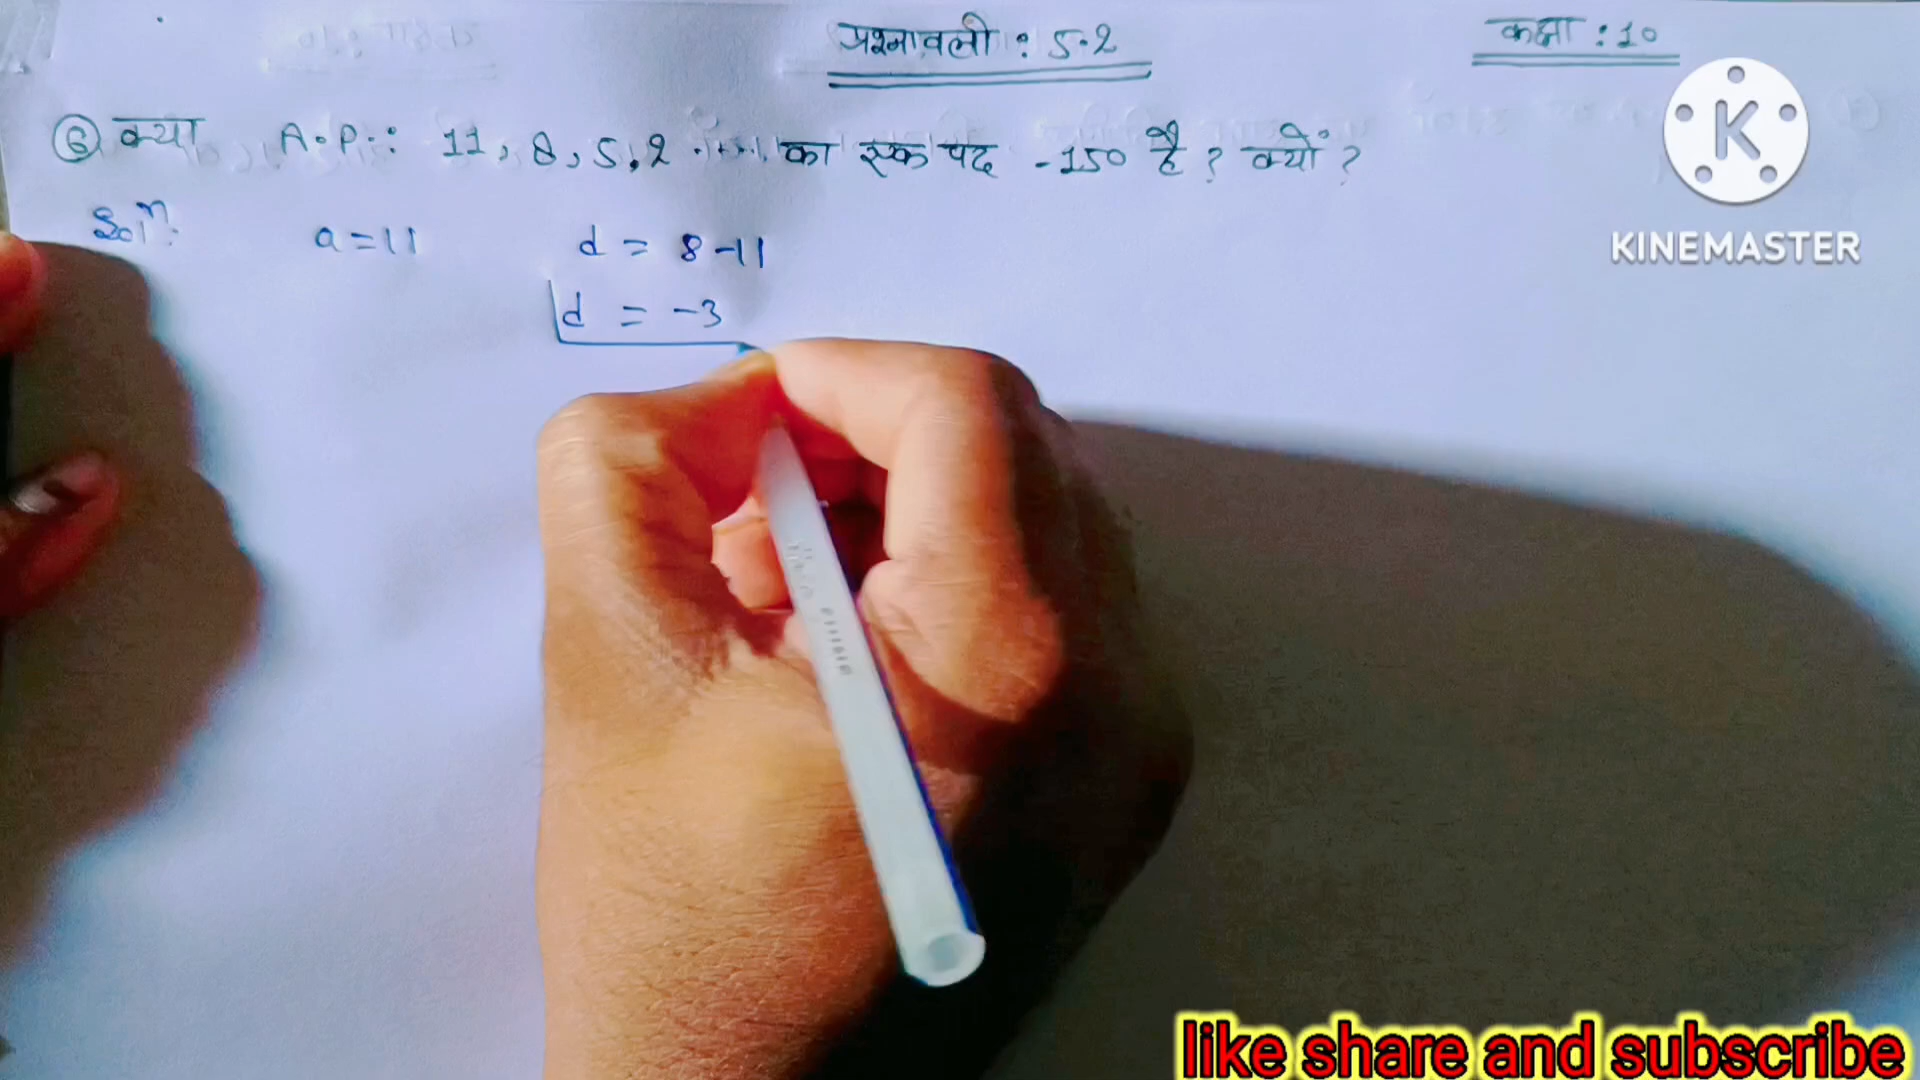 प्रश्नावली : 5.2
कक्षा : 10
⑥ क्या A.P.: 11, 8, 5, 2 ..... का एक पद -150 है ? क्यों ?
Solⁿ:
a = 11
d = 8 - 11
d = -3
KINEMASTER
like share and subscribe